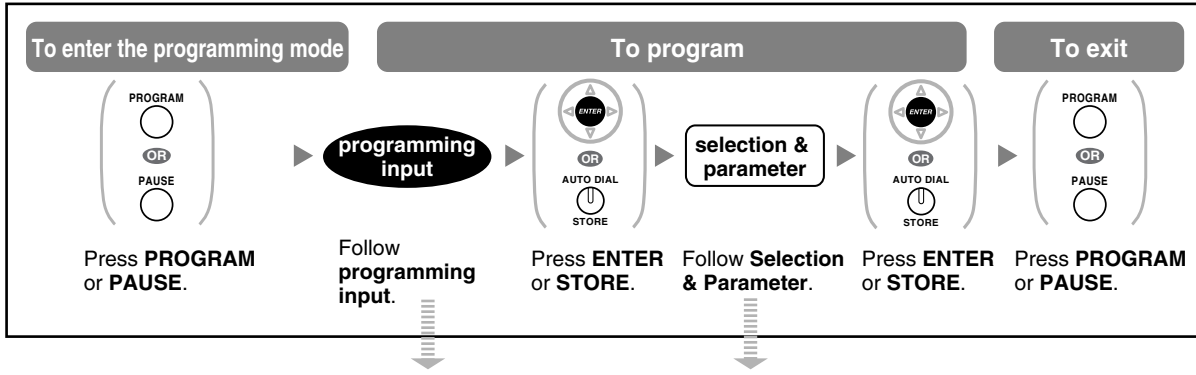 To enter the programming mode
To program
To exit
PROGRAM
OR
PAUSE
programming
input
ENTER
OR
AUTO DIAL
STORE
selection &
parameter
ENTER
OR
AUTO DIAL
STORE
PROGRAM
OR
PAUSE
Press PROGRAM
or PAUSE.
Follow
programming
input.
Press ENTER
or STORE.
Follow Selection
& Parameter.
Press ENTER
or STORE.
Press PROGRAM
or PAUSE.